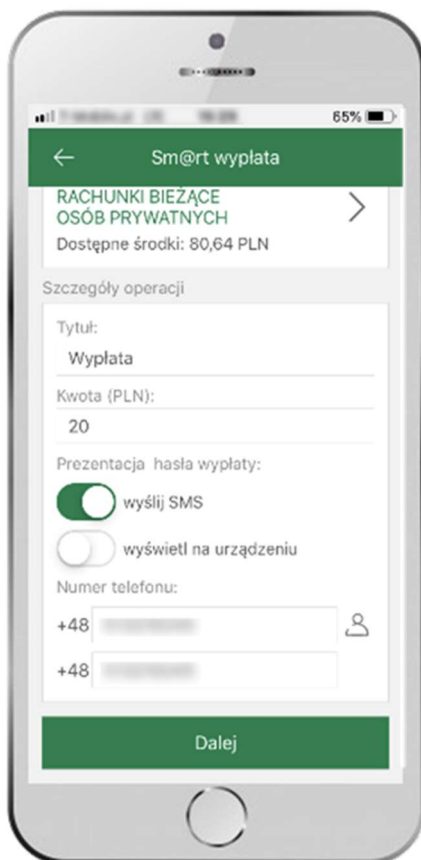 65%
Sm@rt wypłata
RACHUNKI BIEŻĄCE
OSÓB PRYWATNYCH
Dostępne środki: 80,64 PLN
Szczegóły operacji
Tytuł:
Wypłata
Kwota (PLN):
20
Prezentacja hasła wypłaty:
wyślij SMS
wyświetl na urządzeniu
Numer telefonu:
+48
+48
Dalej